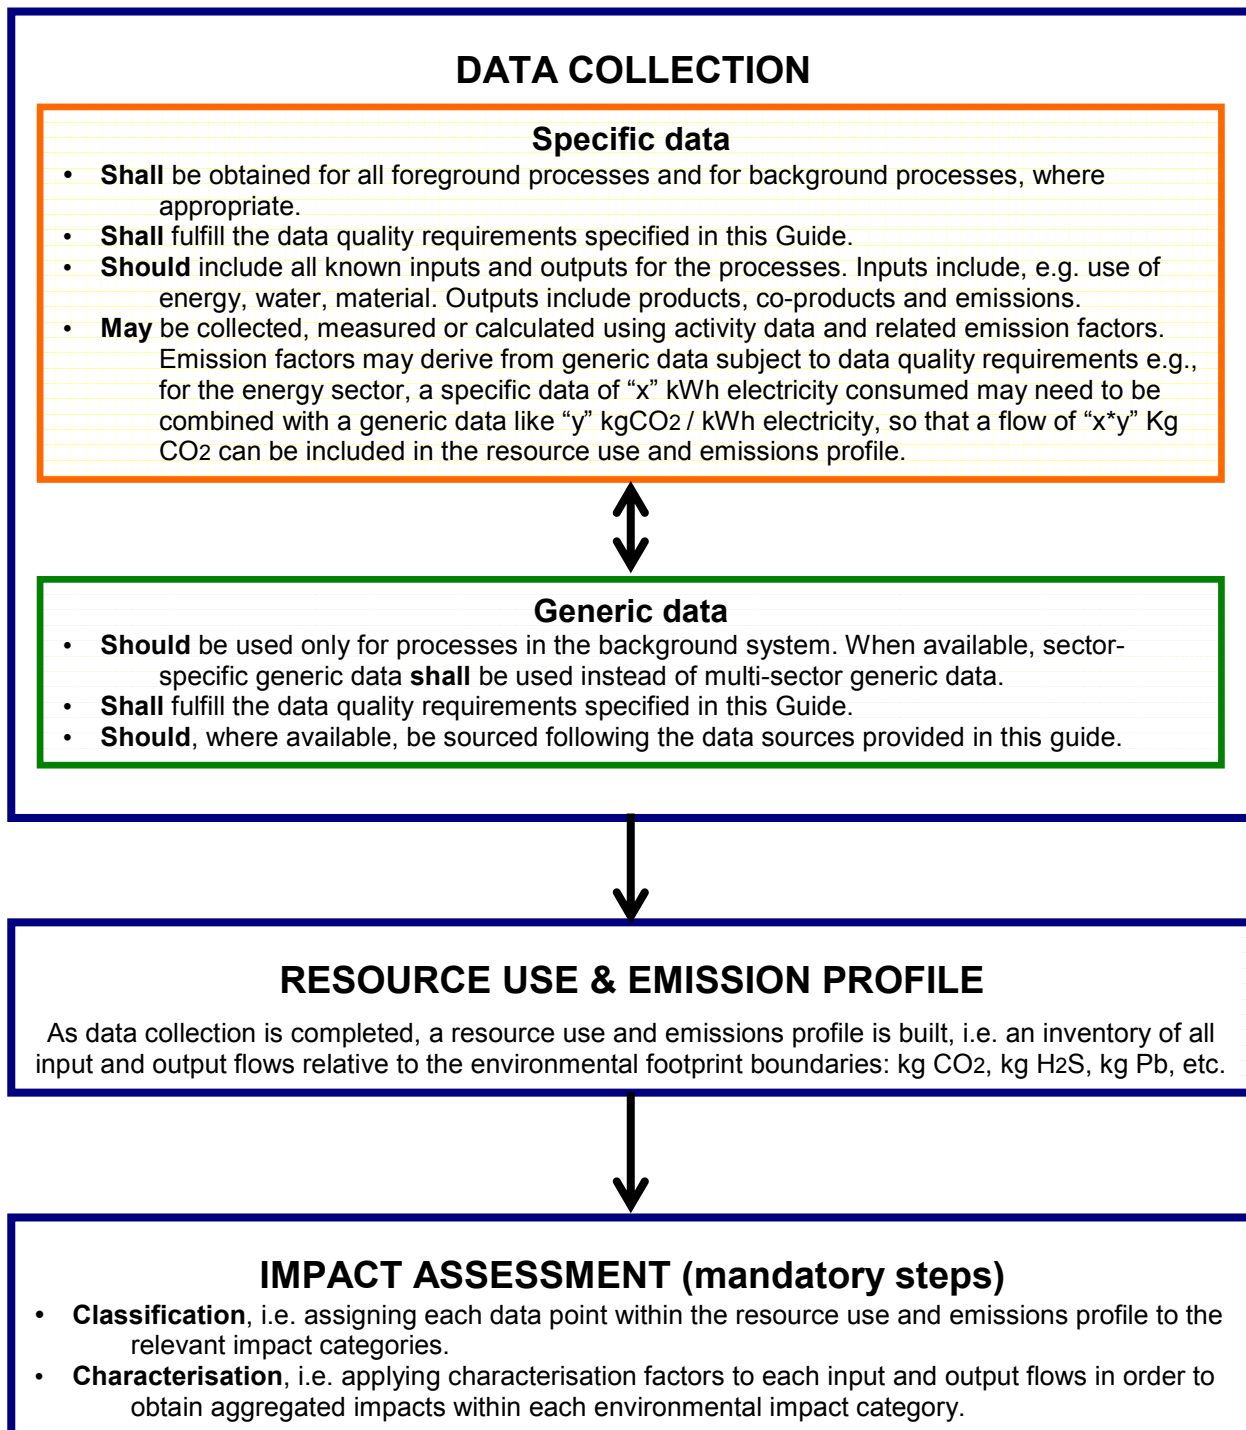 DATA COLLECTION
Specific data
• Shall be obtained for all foreground processes and for background processes, where
appropriate.
• Shall fulfill the data quality requirements specified in this Guide.
• Should include all known inputs and outputs for the processes. Inputs include, e.g. use of
energy, water, material. Outputs include products, co-products and emissions.
• May be collected, measured or calculated using activity data and related emission factors.
Emission factors may derive from generic data subject to data quality requirements e.g.,
for the energy sector, a specific data of “x” kWh electricity consumed may need to be
combined with a generic data like “y” kgCO2 / kWh electricity, so that a flow of “x*y” Kg
CO2 can be included in the resource use and emissions profile.
Generic data
• Should be used only for processes in the background system. When available, sector-
specific generic data shall be used instead of multi-sector generic data.
• Shall fulfill the data quality requirements specified in this Guide.
• Should, where available, be sourced following the data sources provided in this guide.
RESOURCE USE & EMISSION PROFILE
As data collection is completed, a resource use and emissions profile is built, i.e. an inventory of all
input and output flows relative to the environmental footprint boundaries: kg CO2, kg H2S, kg Pb, etc.
IMPACT ASSESSMENT (mandatory steps)
• Classification, i.e. assigning each data point within the resource use and emissions profile to the
relevant impact categories.
• Characterisation, i.e. applying characterisation factors to each input and output flows in order to
obtain aggregated impacts within each environmental impact category.